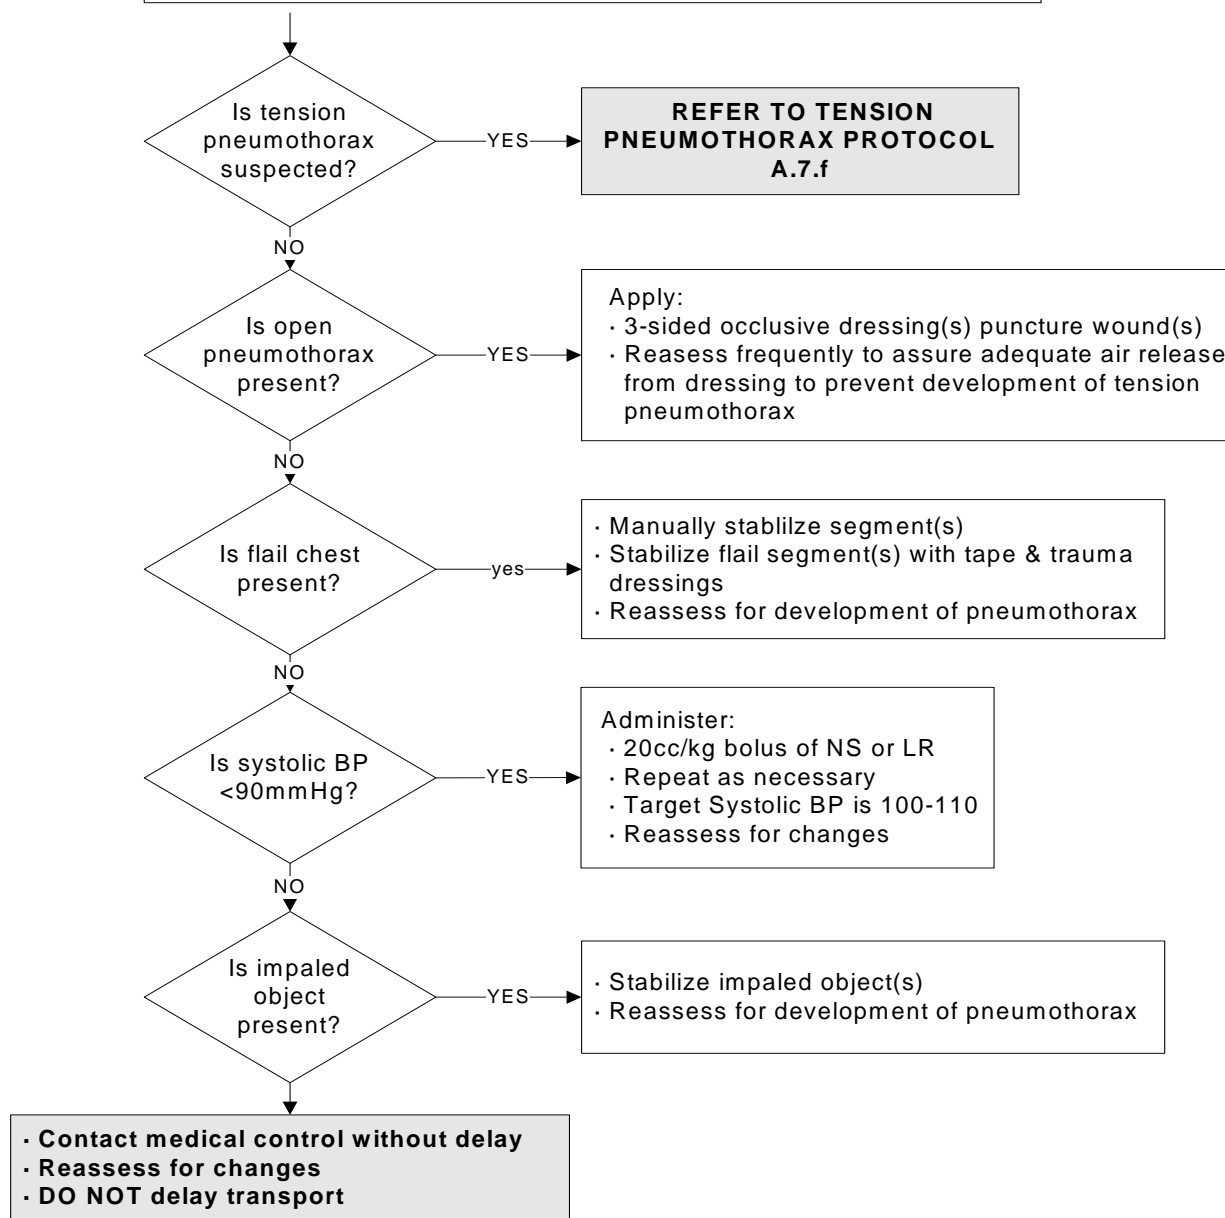 Is tension
pneumothorax
suspected?
YES
REFER TO TENSION
PNEUMOTHORAX PROTOCOL
A.7.f
NO
Is open
pneumothorax
present?
YES
Apply:
· 3-sided occlusive dressing(s) puncture wound(s)
· Reasess frequently to assure adequate air release
from dressing to prevent development of tension
pneumothorax
NO
Is flail chest
present?
yes
· Manually stablilze segment(s)
· Stabilize flail segment(s) with tape & trauma
dressings
· Reassess for development of pneumothorax
NO
Is systolic BP
<90mmHg?
YES
Administer:
· 20cc/kg bolus of NS or LR
· Repeat as necessary
· Target Systolic BP is 100-110
· Reassess for changes
NO
Is impaled
object
present?
YES
· Stabilize impaled object(s)
· Reassess for development of pneumothorax
· Contact medical control without delay
· Reassess for changes
· DO NOT delay transport